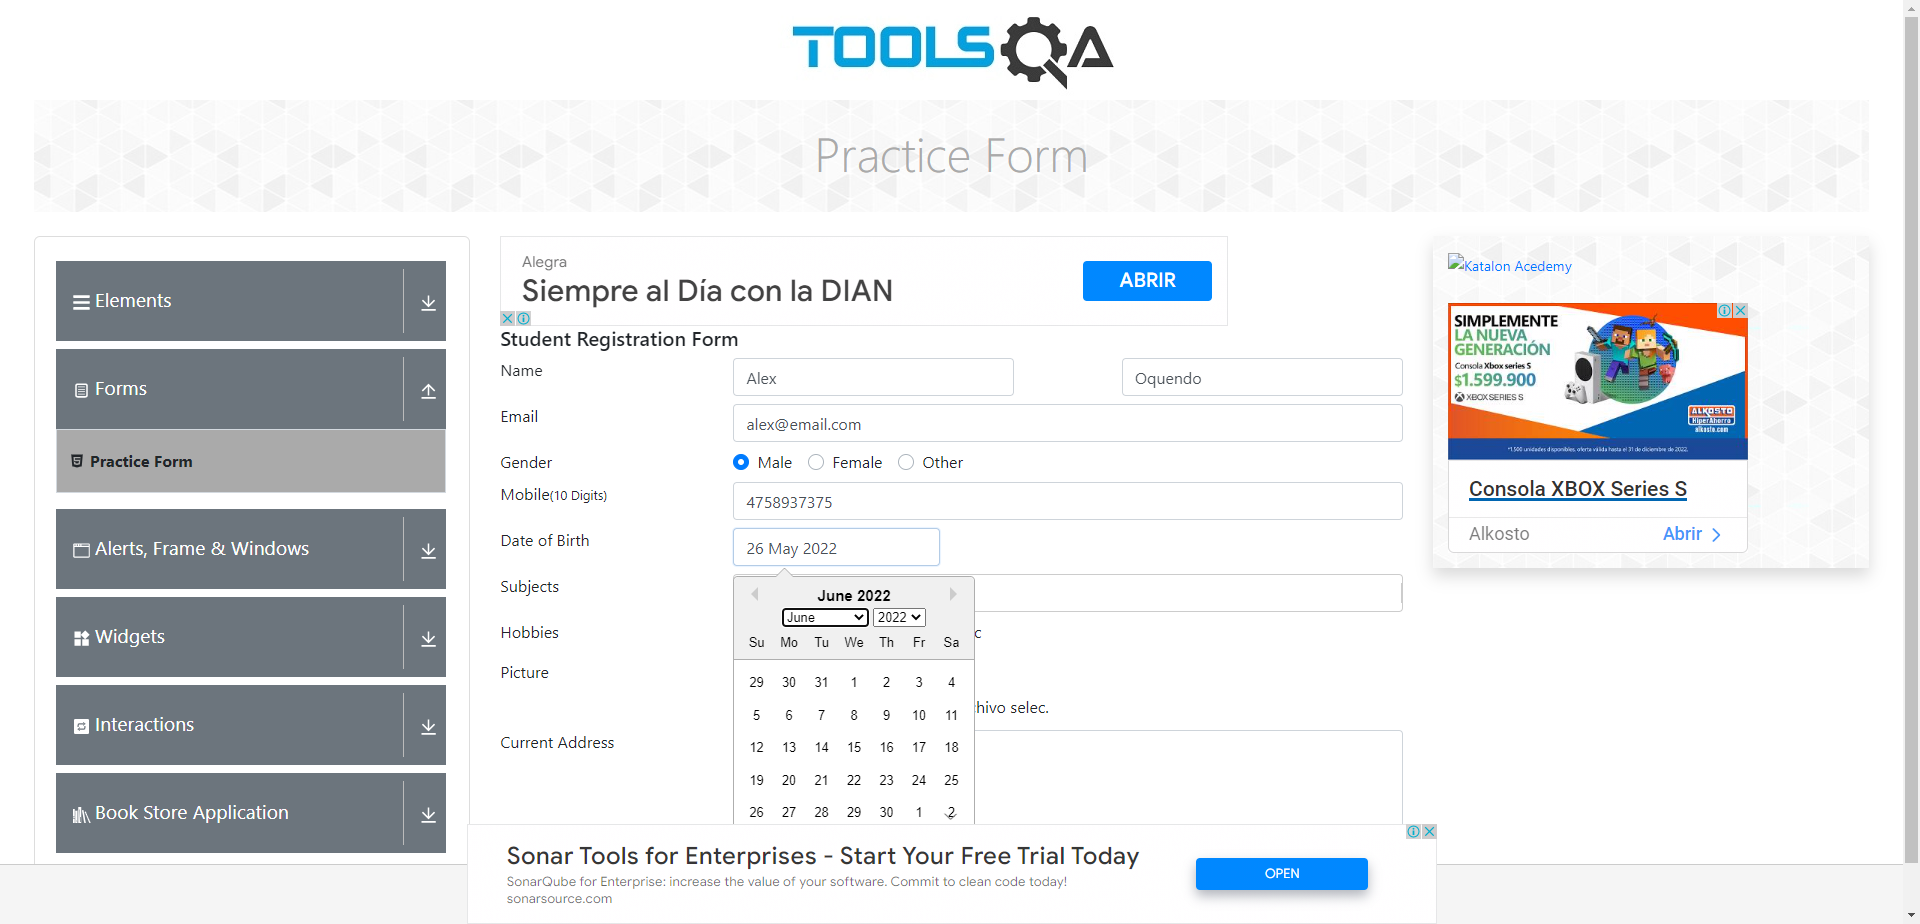 TOOLSQA
Practice Form
Elements
Forms
Practice Form
Alerts, Frame & Windows
Widgets
Interactions
Book Store Application
Alegra
Siempre al Día con la DIAN
ABRIR
Student Registration Form
Name
Alex
Oquendo
Email
alex@email.com
Gender
Male
Female
Other
Mobile(10 Digits)
4758937375
Date of Birth
26 May 2022
Subjects
Hobbies
c
Picture
hivo selec.
Current Address
June 2022
June
2022
Su Mo Tu We Th Fr Sa
29 30 31 1 2 3 4
5 6 7 8 9 10 11
12 13 14 15 16 17 18
19 20 21 22 23 24 25
26 27 28 29 30 1 2
Katalon Acedemy
SIMPLEMENTE
LA NUEVA
GENERACIÓN
Consola Xbox series S
$1.599.900
XBOX SERIES S
ALKOSTO
HiperAhorro
alkosto.com
*1.500 unidades disponibles, oferta válida hasta el 31 de diciembre de 2022.
Consola XBOX Series S
Alkosto
Abrir
Sonar Tools for Enterprises - Start Your Free Trial Today
SonarQube for Enterprise: increase the value of your software. Commit to clean code today!
sonarsource.com
OPEN